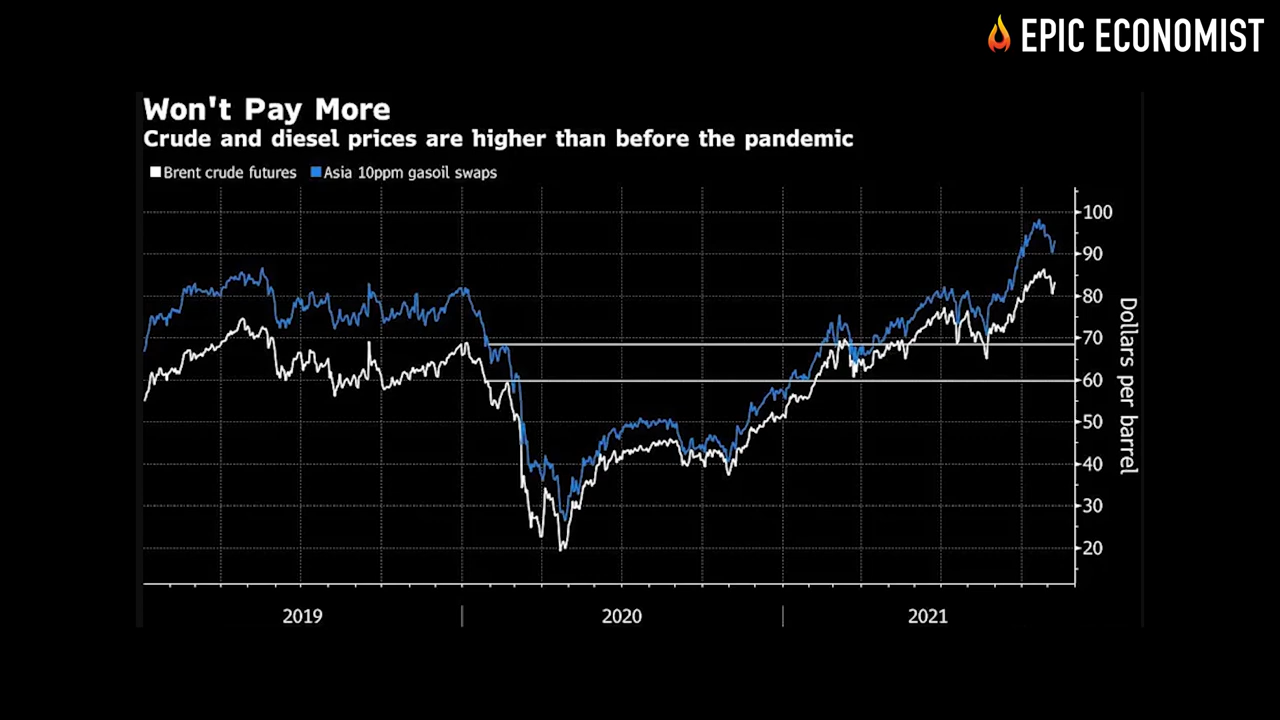 EPIC ECONOMIST
Won't Pay More
Crude and diesel prices are higher than before the pandemic
Brent crude futures Asia 10ppm gasoil swaps
100
90
80
70
60
50
40
30
20
Dollars per barrel
2019 2020 2021